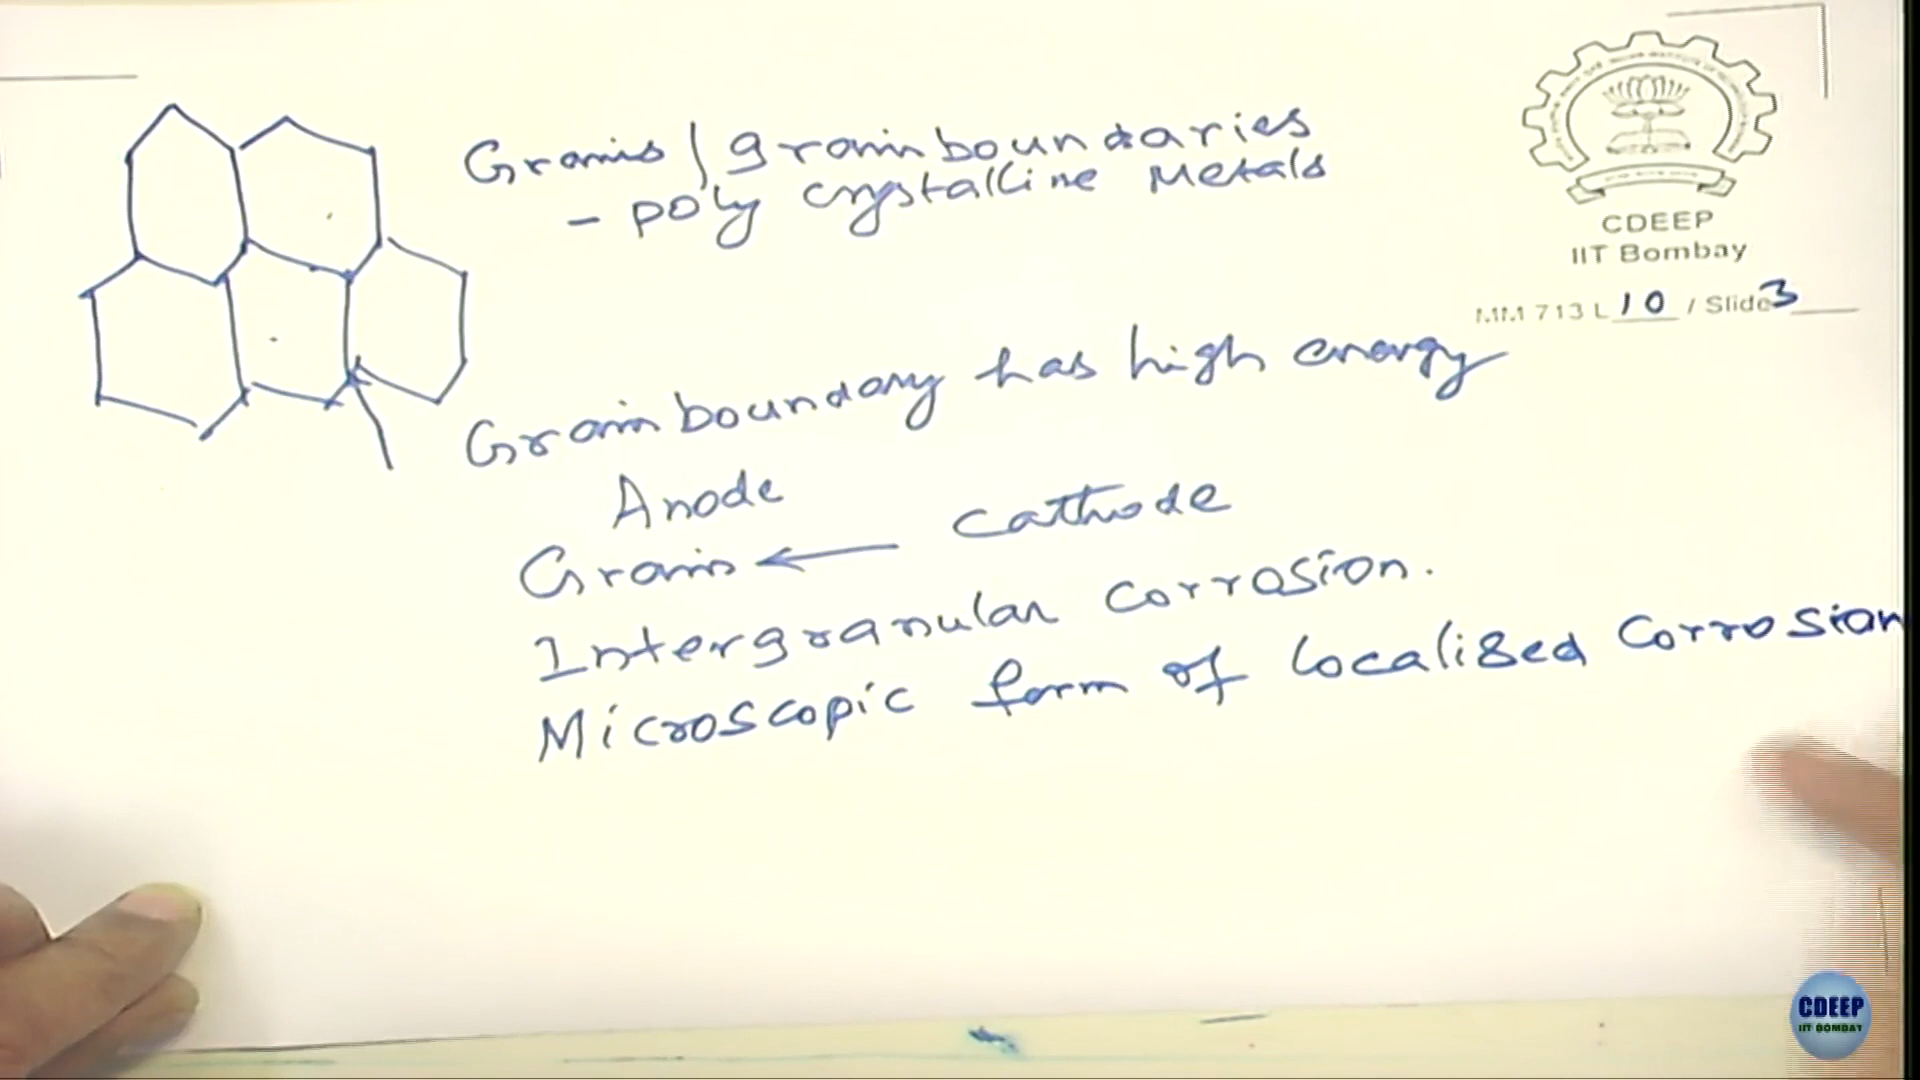 Grains / grain boundaries
- poly crystalline Metals
CDEEP
IIT Bombay
MM 713 L 10 / Slide 3
Grain boundary has high energy
Anode
Grain ← Cathode
Intergranular Corrosion.
Microscopic form of localised Corrosion
CDEEP
IIT BOMBAY